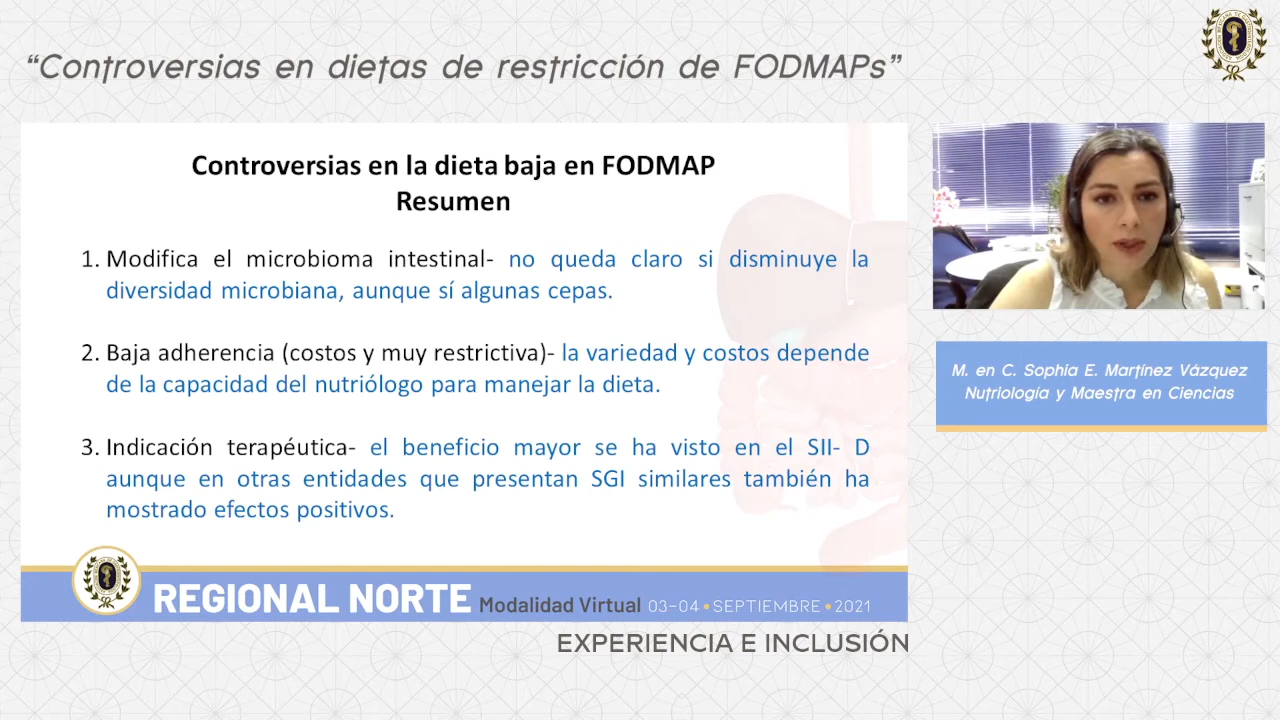 “Controversias en dietas de restricción de FODMAPs”
Controversias en la dieta baja en FODMAP
Resumen
1. Modifica el microbioma intestinal- no queda claro si disminuye la
diversidad microbiana, aunque sí algunas cepas.
2. Baja adherencia (costos y muy restrictiva)- la variedad y costos depende
de la capacidad del nutriólogo para manejar la dieta.
3. Indicación terapéutica- el beneficio mayor se ha visto en el SII- D
aunque en otras entidades que presentan SGI similares también ha
mostrado efectos positivos.
REGIONAL NORTE Modalidad Virtual 03-04•SEPTIEMBRE•2021
EXPERIENCIA E INCLUSIÓN
M. en C. Sophia E. Martínez Vázquez
Nutriología y Maestra en Ciencias